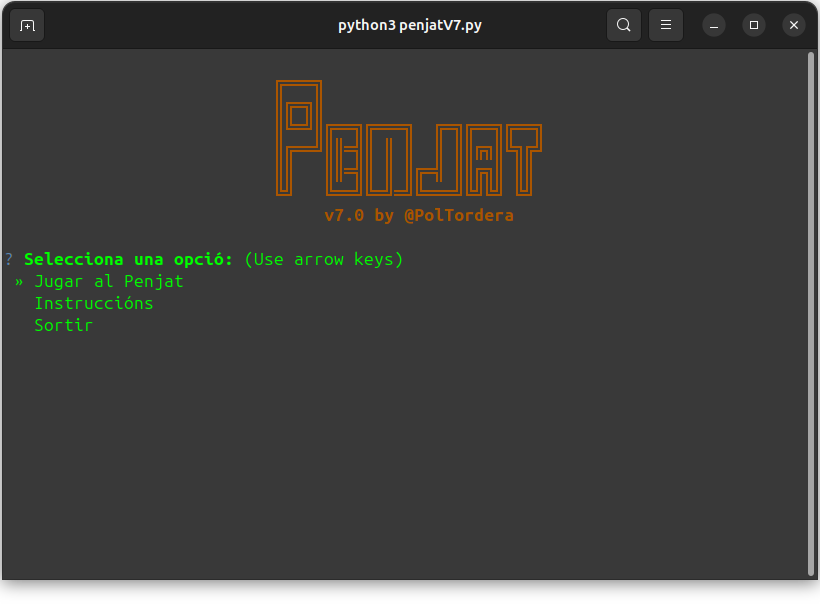 python3 penjatV7.py
Penjat
v7.0 by @PolTordera
? Selecciona una opció: (Use arrow keys)
» Jugar al Penjat
Instruccións
Sortir